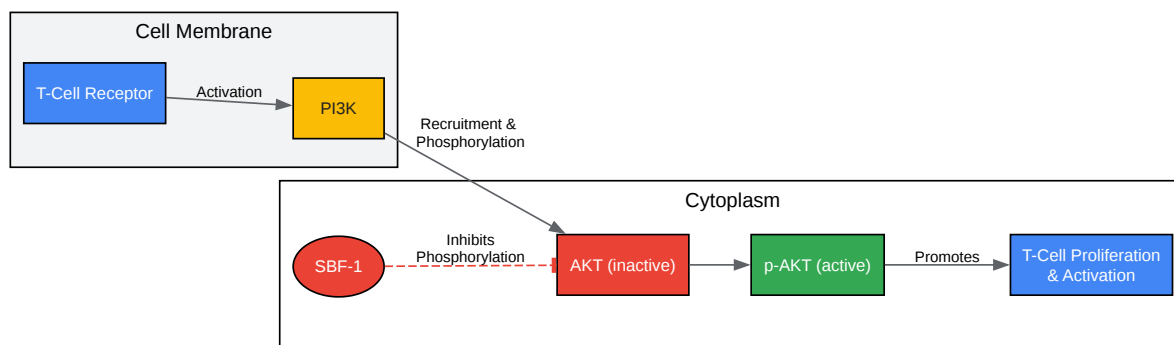 Cell Membrane
T-Cell Receptor
Activation
PI3K
Recruitment &
Phosphorylation
Cytoplasm
SBF-1
Inhibits
Phosphorylation
AKT (inactive)
p-AKT (active)
Promotes
T-Cell Proliferation
& Activation